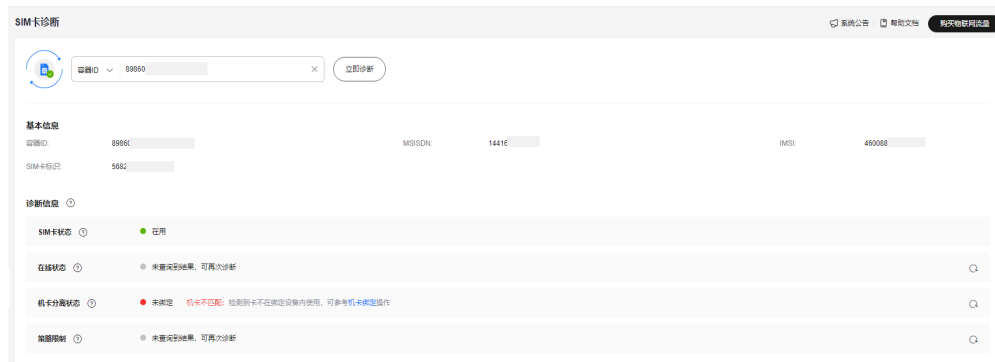 SIM卡诊断 系统公告 帮助文档 购买物联网流量
容器ID 89860 立即诊断
基本信息
容器ID: 89860 MSISDN: 14416 IMSI: 460088
SIM卡标识: 5682
诊断信息
SIM卡状态 在用
在线状态 未查询到结果，可再次诊断
机卡分离状态 未绑定 机卡不匹配：检测到卡不在绑定设备内使用，可参考机卡绑定操作
策略限制 未查询到结果，可再次诊断